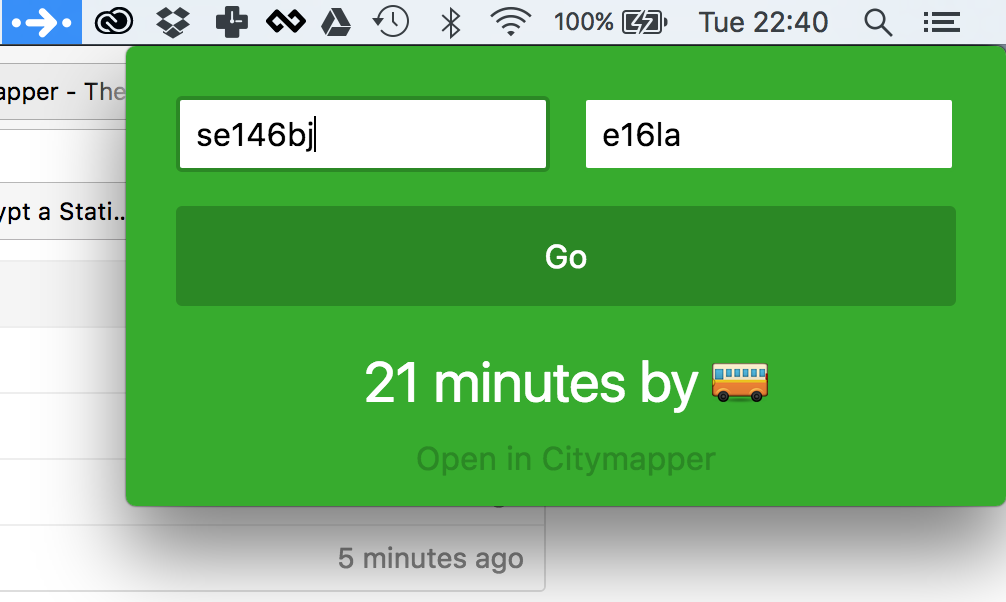 100%
Tue 22:40
apper - The
se146bj
e16la
ypt a Stati..
Go
21 minutes by
Open in Citymapper
5 minutes ago